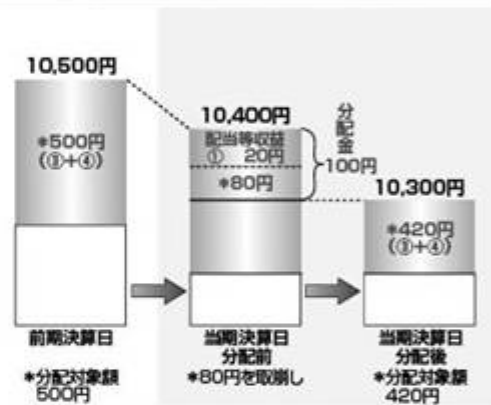 10,500円
*500円
(③+④)
前期決算日
*分配対象額
500円
10,400円
配当等収益
① 20円
*80円
分配金
100円
当期決算日
分配前
*80円を取崩し
10,300円
*420円
(③+④)
当期決算日
分配後
*分配対象額
420円